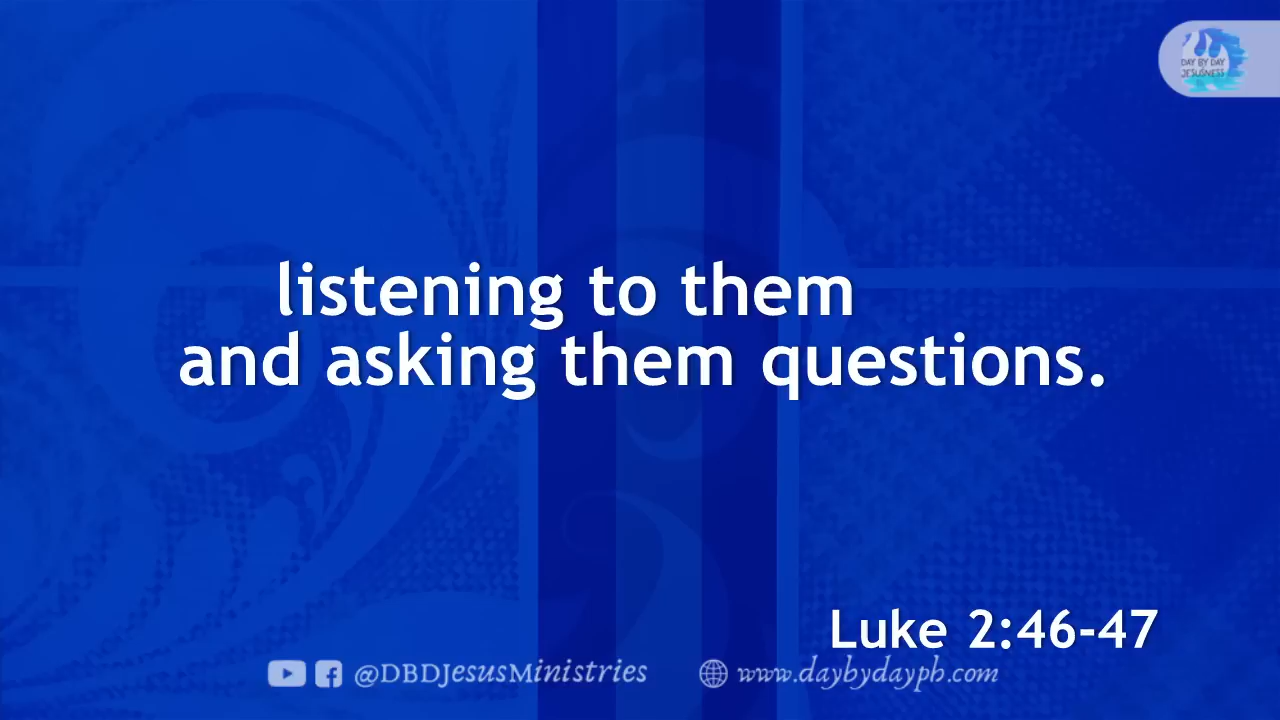 DAY BY DAY
JESUSNESS
listening to them
and asking them questions.
Luke 2:46-47
@DBDJesusMinistries
www.daybydayph.com